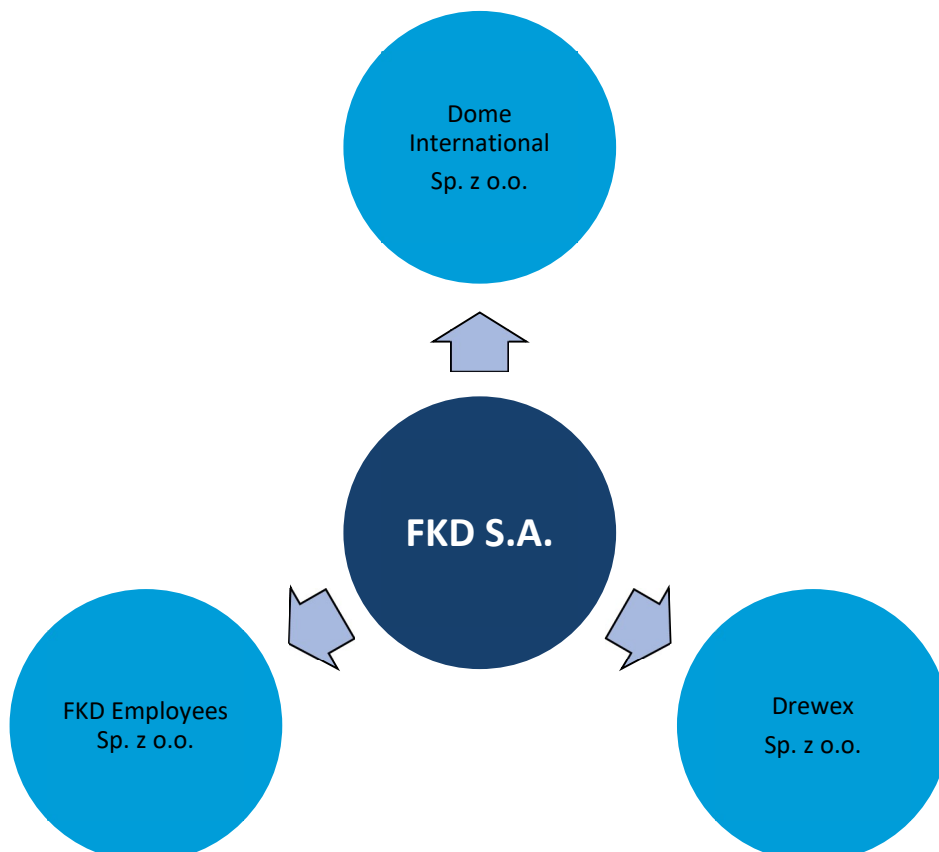 Dome
International
Sp. z o.o.
FKD S.A.
FKD Employees
Sp. z o.o.
Drewex
Sp. z o.o.